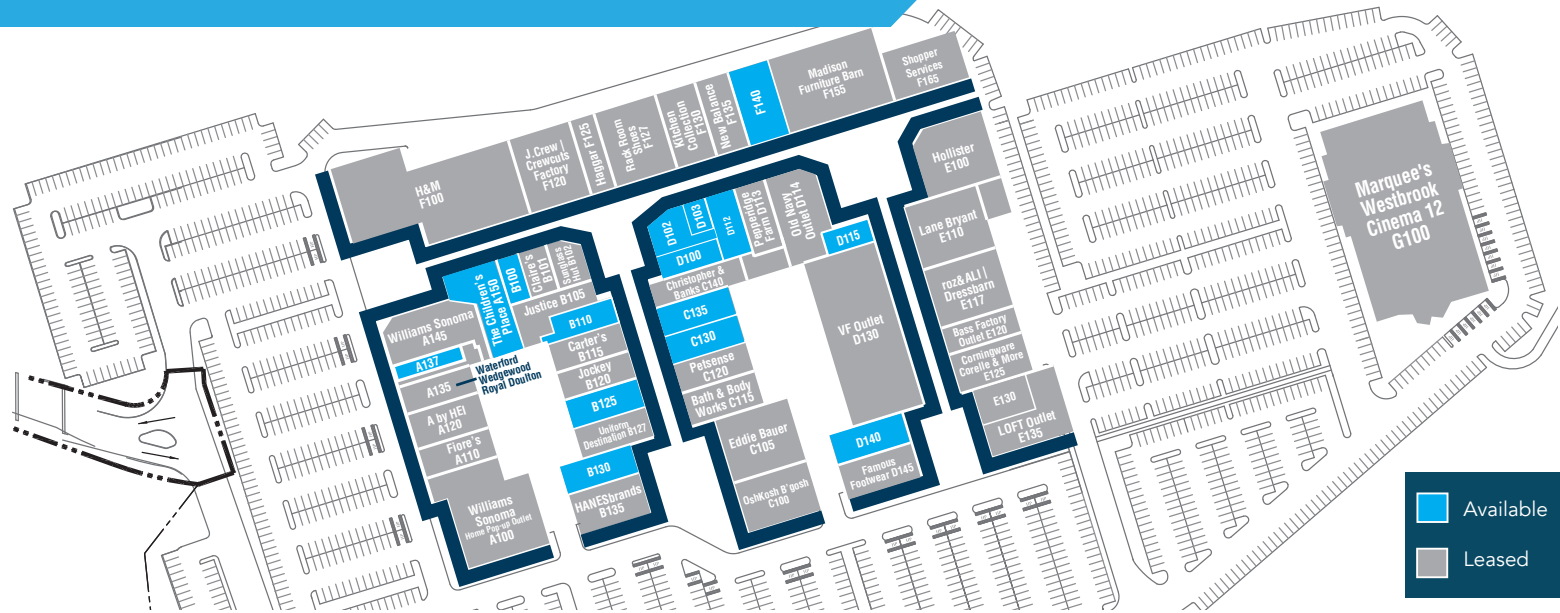 H&M
F100
J.Crew |
Crewcuts
Factory
F120
Haggar F125
Rack Room
Shoes
F127
Kitchen
Collection
F130
New Balance
F135
F140
Madison
Furniture Barn
F155
Shopper
Services
F165
The Children's
Place A150
B100
Claire's
B101
Sunglass
Hut B102
Justice B105
B110
Carter's
B115
Jockey
B120
B125
Uniform
Destination B127
B130
HANESbrands
B135
Williams Sonoma
A145
A137
Waterford
Wedgewood
Royal Doulton
A135
A by HEI
A120
Fiore's
A110
Williams
Sonoma
Home Pop-up Outlet
A100
D102
D103
D112
Pepperidge
Farm D113
Old Navy
Outlet D114
D115
D100
Christopher &
Banks C140
C135
C130
Petsense
C120
Bath & Body
Works C115
Eddie Bauer
C105
OshKosh B'gosh
C100
VF Outlet
D130
D140
Famous
Footwear D145
Hollister
E100
Lane Bryant
E110
roz&ALI |
Dressbarn
E117
Bass Factory
Outlet E120
Corningware
Corelle & More
E125
E130
LOFT Outlet
E135
Marquee's
Westbrook
Cinema 12
G100
Available
Leased